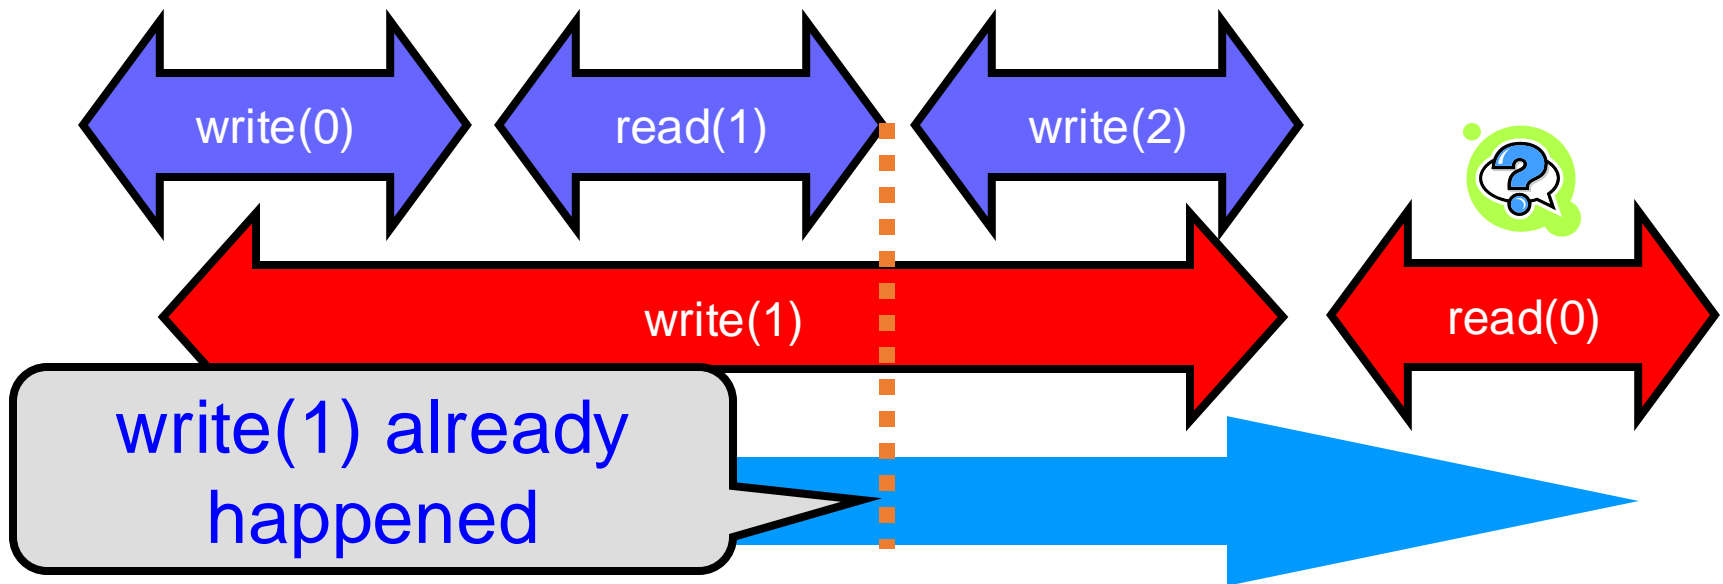 write(0)
read(1)
write(2)
?
write(1)
read(0)
write(1) already
happened